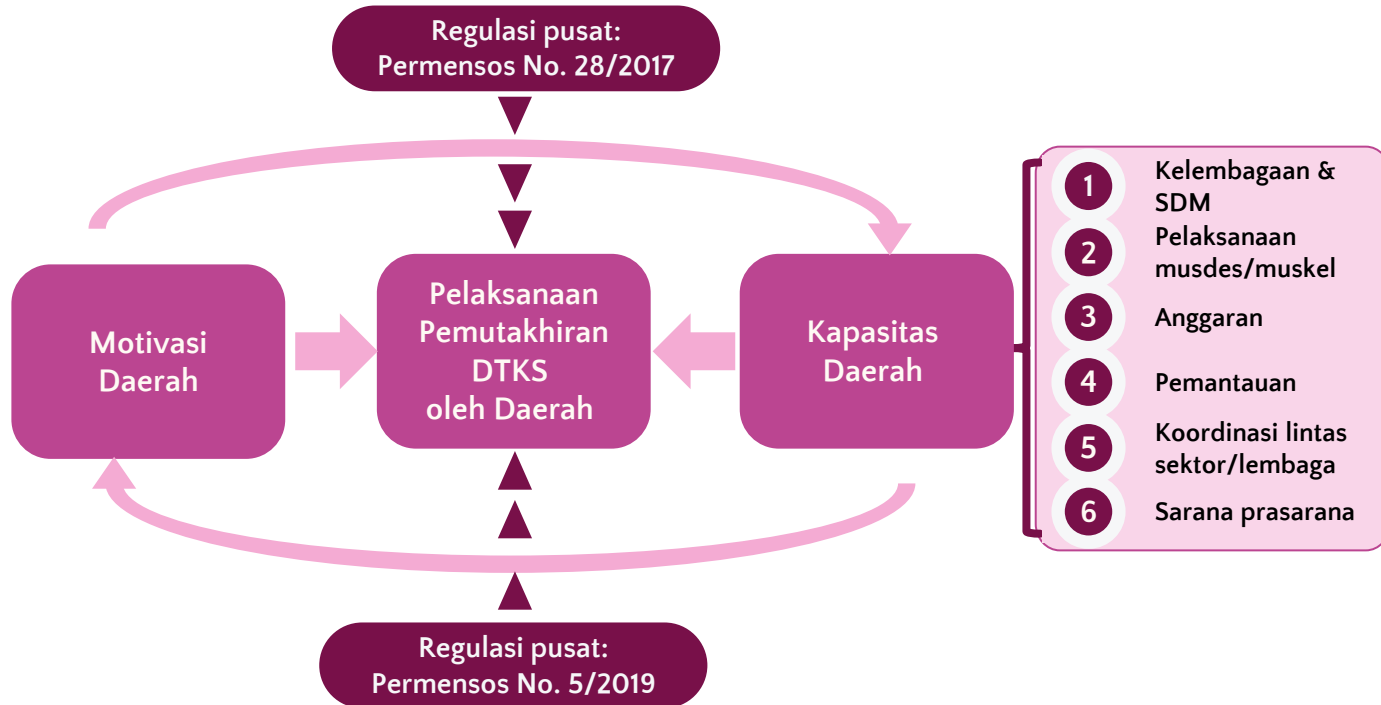 Regulasi pusat:
Permensos No. 28/2017
Motivasi
Daerah
Pelaksanaan
Pemutakhiran
DTKS
oleh Daerah
Kapasitas
Daerah
1
Kelembagaan &
SDM
2
Pelaksanaan
musdes/muskel
3
Anggaran
4
Pemantauan
5
Koordinasi lintas
sektor/lembaga
6
Sarana prasarana
Regulasi pusat:
Permensos No. 5/2019